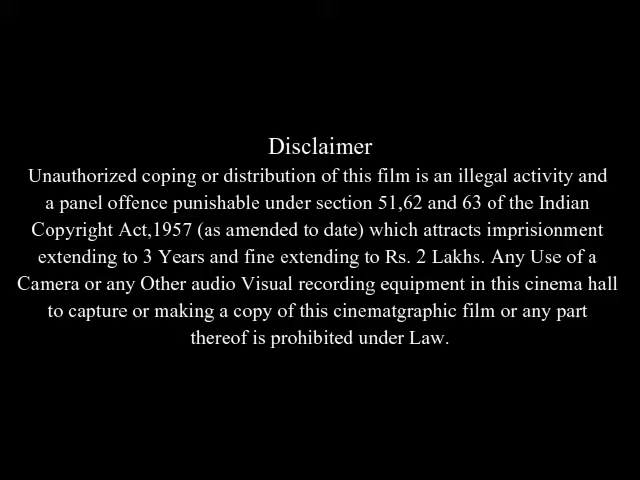 Disclaimer
Unauthorized coping or distribution of this film is an illegal activity and
a panel offence punishable under section 51,62 and 63 of the Indian
Copyright Act,1957 (as amended to date) which attracts imprisionment
extending to 3 Years and fine extending to Rs. 2 Lakhs. Any Use of a
Camera or any Other audio Visual recording equipment in this cinema hall
to capture or making a copy of this cinematgraphic film or any part
thereof is prohibited under Law.